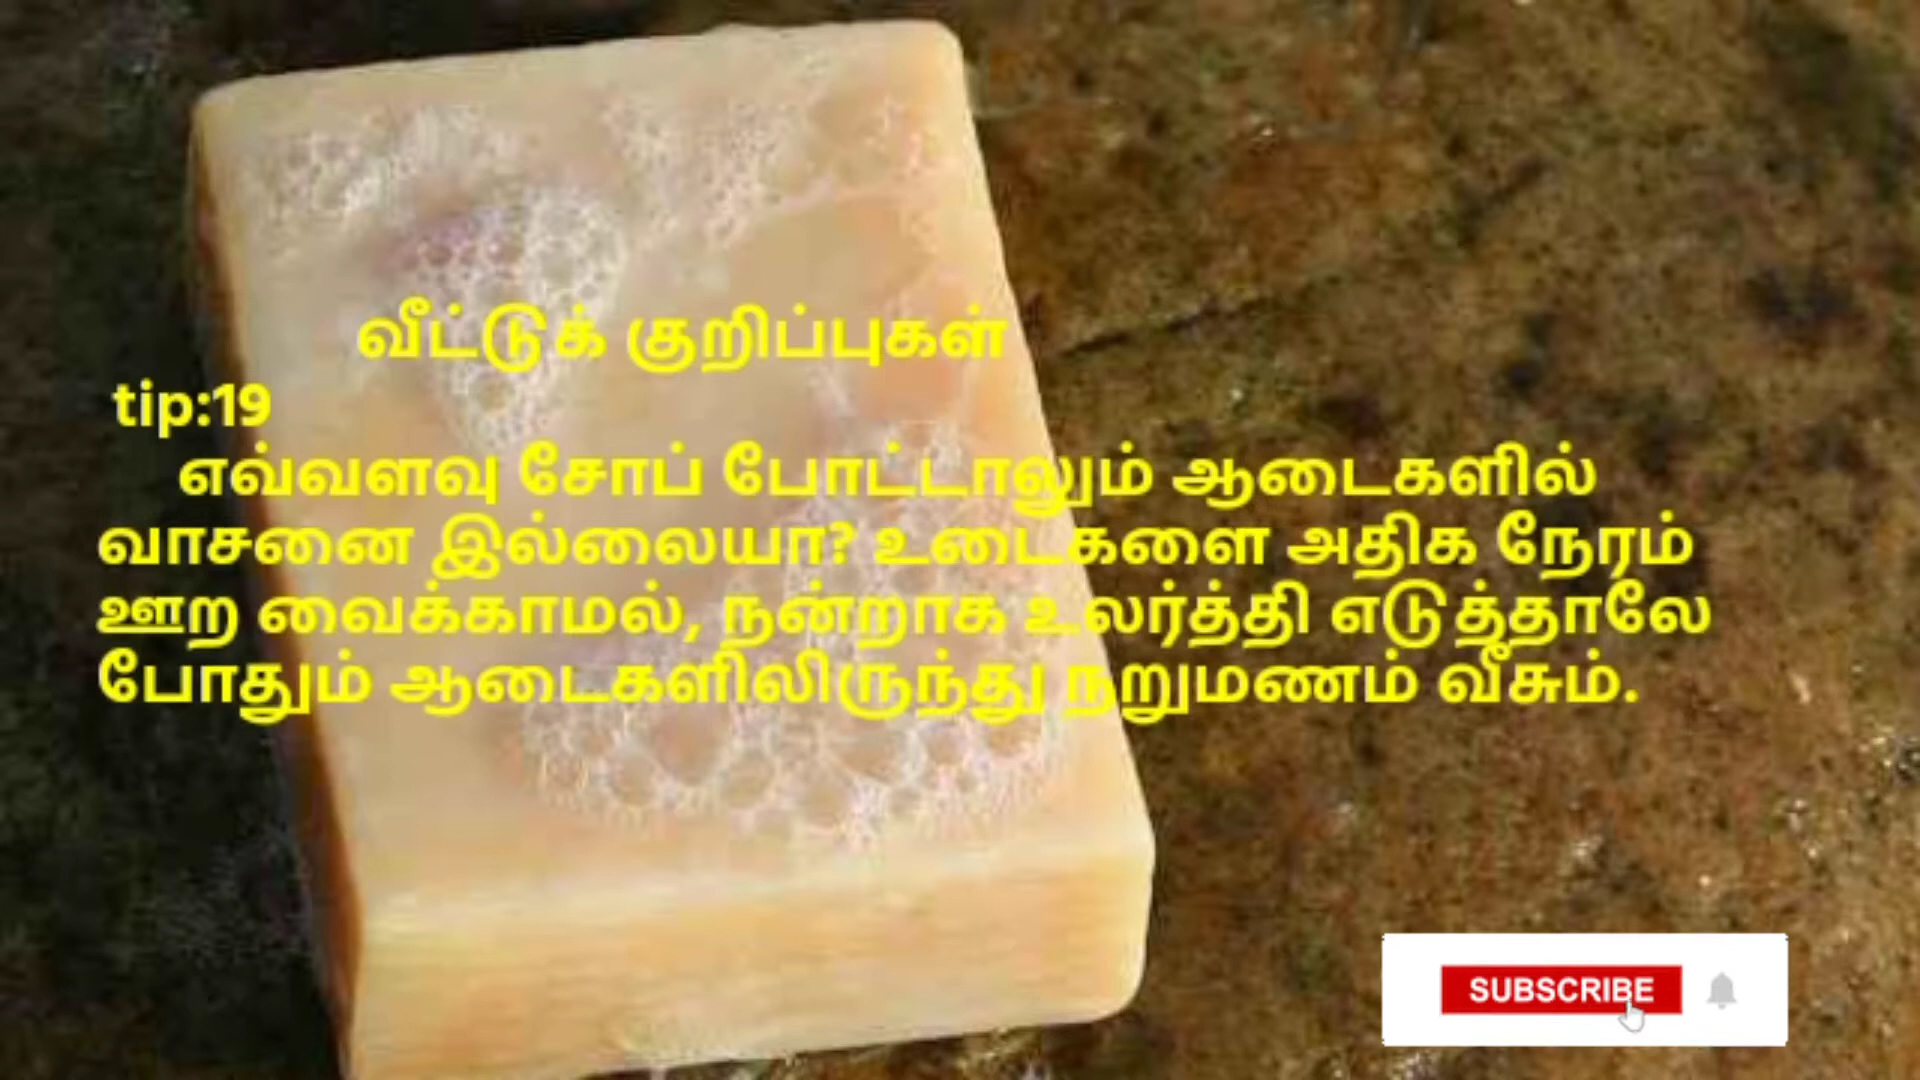 வீட்டுக் குறிப்புகள்
tip:19
எவ்வளவு சோப் போட்டாலும் ஆடைகளில்
வாசனை இல்லையா? உடைகளை அதிக நேரம்
ஊற வைக்காமல், நன்றாக உலர்த்தி எடுத்தாலே
போதும் ஆடைகளிலிருந்து நறுமணம் வீசும்.
SUBSCRIBE